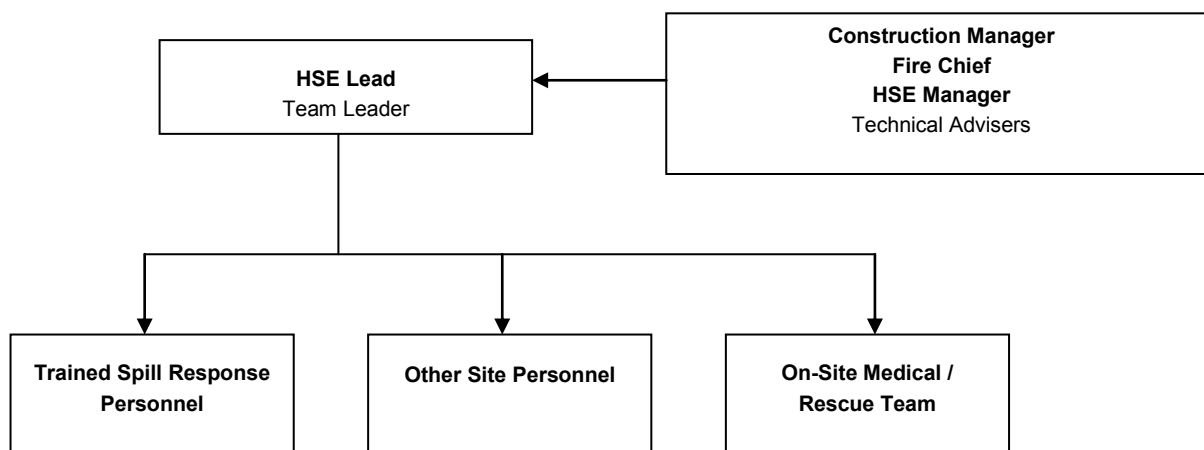 HSE Lead
Team Leader
Construction Manager
Fire Chief
HSE Manager
Technical Advisers
Trained Spill Response
Personnel
Other Site Personnel
On-Site Medical /
Rescue Team